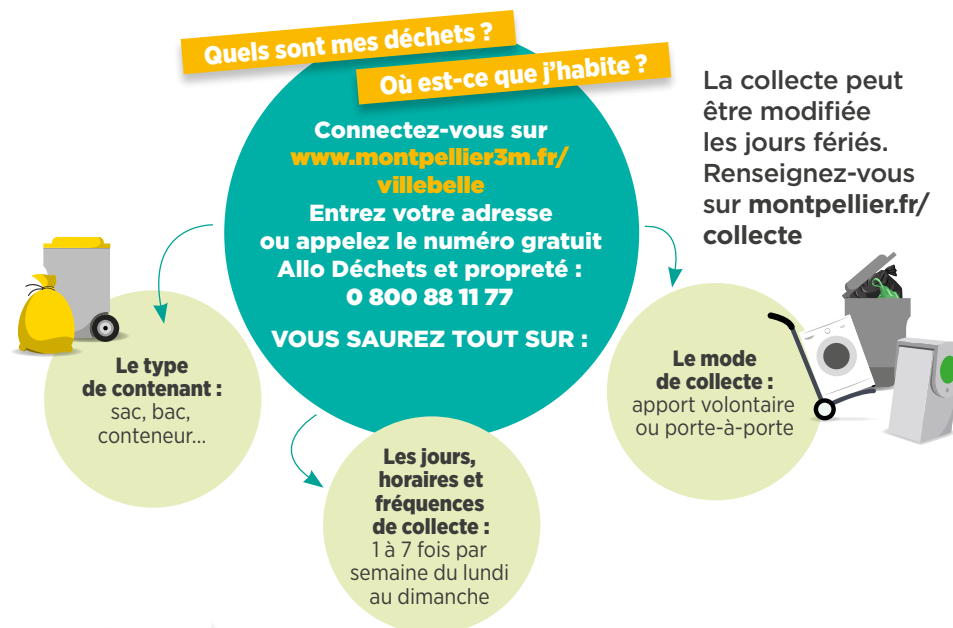 Quels sont mes déchets ?
Où est-ce que j'habite ?
Connectez-vous sur
www.montpellier3m.fr/
villebelle
Entrez votre adresse
ou appelez le numéro gratuit
Allo Déchets et propreté :
0 800 88 11 77
VOUS SAUREZ TOUT SUR :
La collecte peut
être modifiée
les jours fériés.
Renseignez-vous
sur montpellier.fr/
collecte
Le type
de contenant :
sac, bac,
conteneur...
Les jours,
horaires et
fréquences
de collecte :
1 à 7 fois par
semaine du lundi
au dimanche
Le mode
de collecte :
apport volontaire
ou porte-à-porte